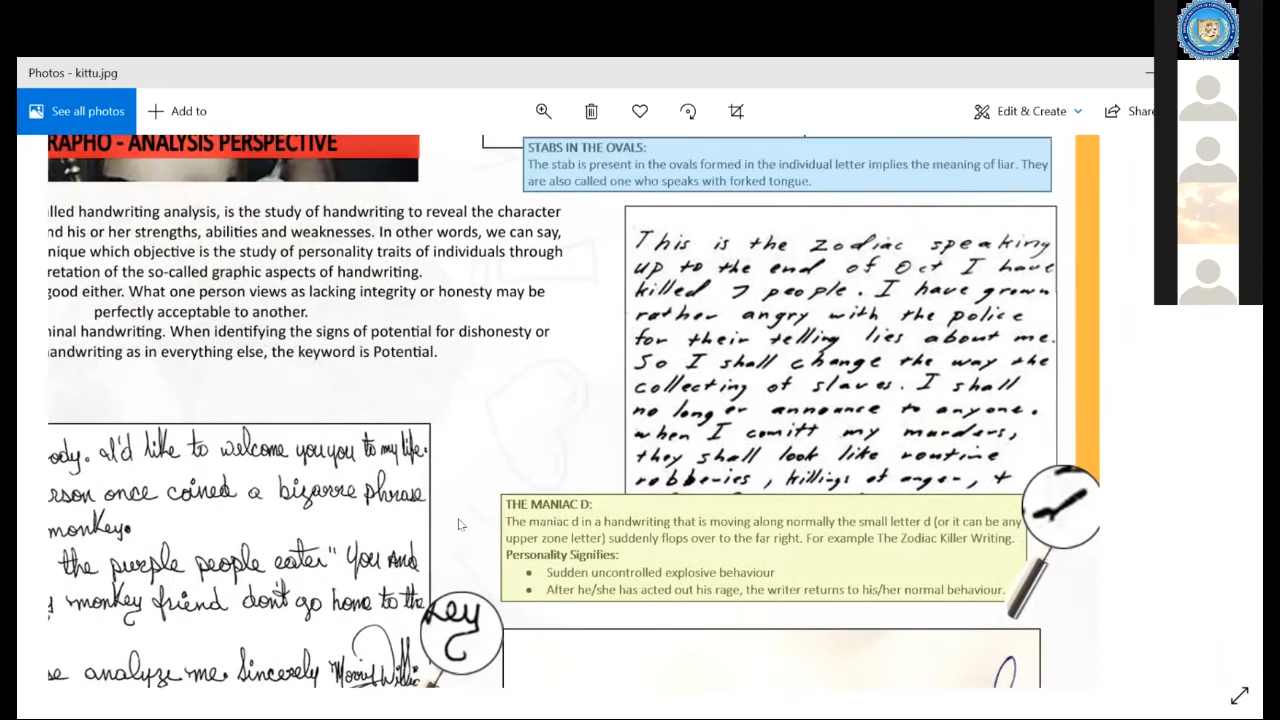 Photos - kittu.jpg
See all photos
Add to
Edit & Create
Share
RAPHO - ANALYSIS PERSPECTIVE
lled handwriting analysis, is the study of handwriting to reveal the character
nd his or her strengths, abilities and weaknesses. In other words, we can say,
nique which objective is the study of personality traits of individuals through
retation of the so-called graphic aspects of handwriting.
good either. What one person views as lacking integrity or honesty may be
perfectly acceptable to another.
minal handwriting. When identifying the signs of potential for dishonesty or
andwriting as in everything else, the keyword is Potential.
ody. I'd like to welcome you you to my life.
rson once coined a bizarre phrase
monkey.
the purple people eater" You And
monkey friend don't go home to the
se analyze me. Sincerely
key
STABS IN THE OVALS:
The stab is present in the ovals formed in the individual letter implies the meaning of liar. They
are also called one who speaks with forked tongue.
This is the Zodiac speaking
up to the end of Oct I have
killed 7 people. I have grown
rather angry with the police
for their telling lies about me.
So I shall change the way the
collecting of slaves. I shall
no longer announce to anyone.
when I comitt my murders,
they shall look like routine
robberies, killings of anger, +
THE MANIAC D:
The maniac d in a handwriting that is moving along normally the small letter d (or it can be any
upper zone letter) suddenly flops over to the far right. For example The Zodiac Killer Writing.
Personality Signifies:
Sudden uncontrolled explosive behaviour
After he/she has acted out his rage, the writer returns to his/her normal behaviour.